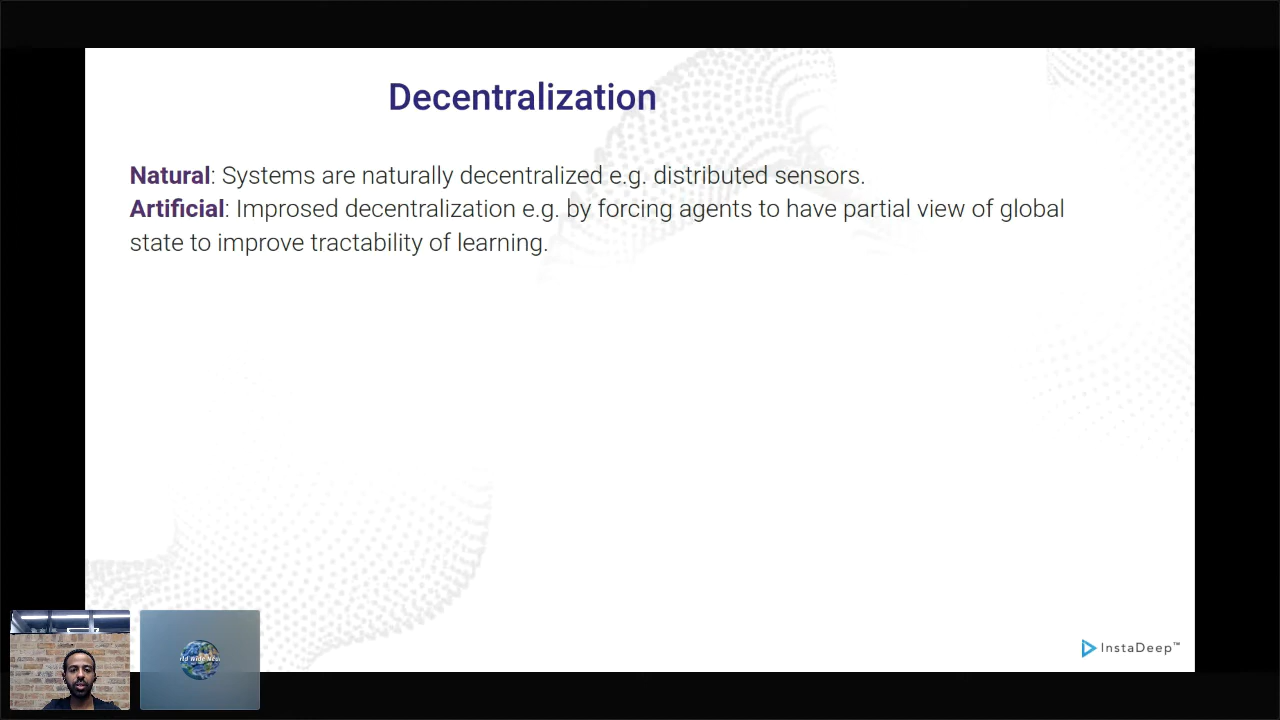 Decentralization
Natural: Systems are naturally decentralized e.g. distributed sensors.
Artificial: Improsed decentralization e.g. by forcing agents to have partial view of global
state to improve tractability of learning.
InstaDeep™